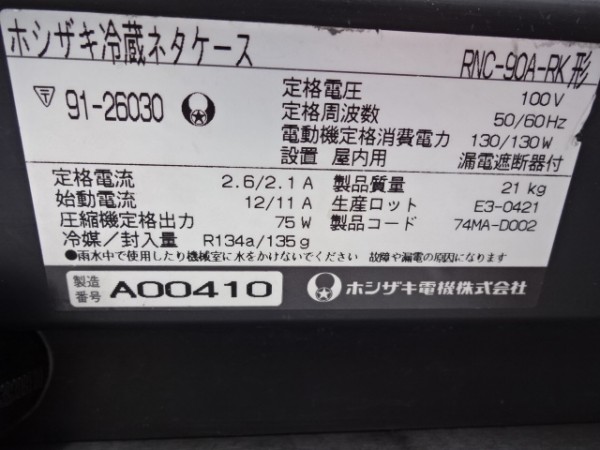 ホシザキ冷蔵ネタケース RNC-90A-RK形
〒 91-26030
定格電圧 100V
定格周波数 50/60Hz
電動機定格消費電力 130/130W
設置 屋内用 漏電遮断器付
定格電流 2.6/2.1A 製品質量 21kg
始動電流 12/11A 生産ロット E3-0421
圧縮機定格出力 75W 製品コード 74MA-D002
冷媒/封入量 R134a/135g
●雨水中で使用したり機械室に水をかけないでください 故障や漏電の原因になります
製造番号 A00410 ホシザキ電機株式会社